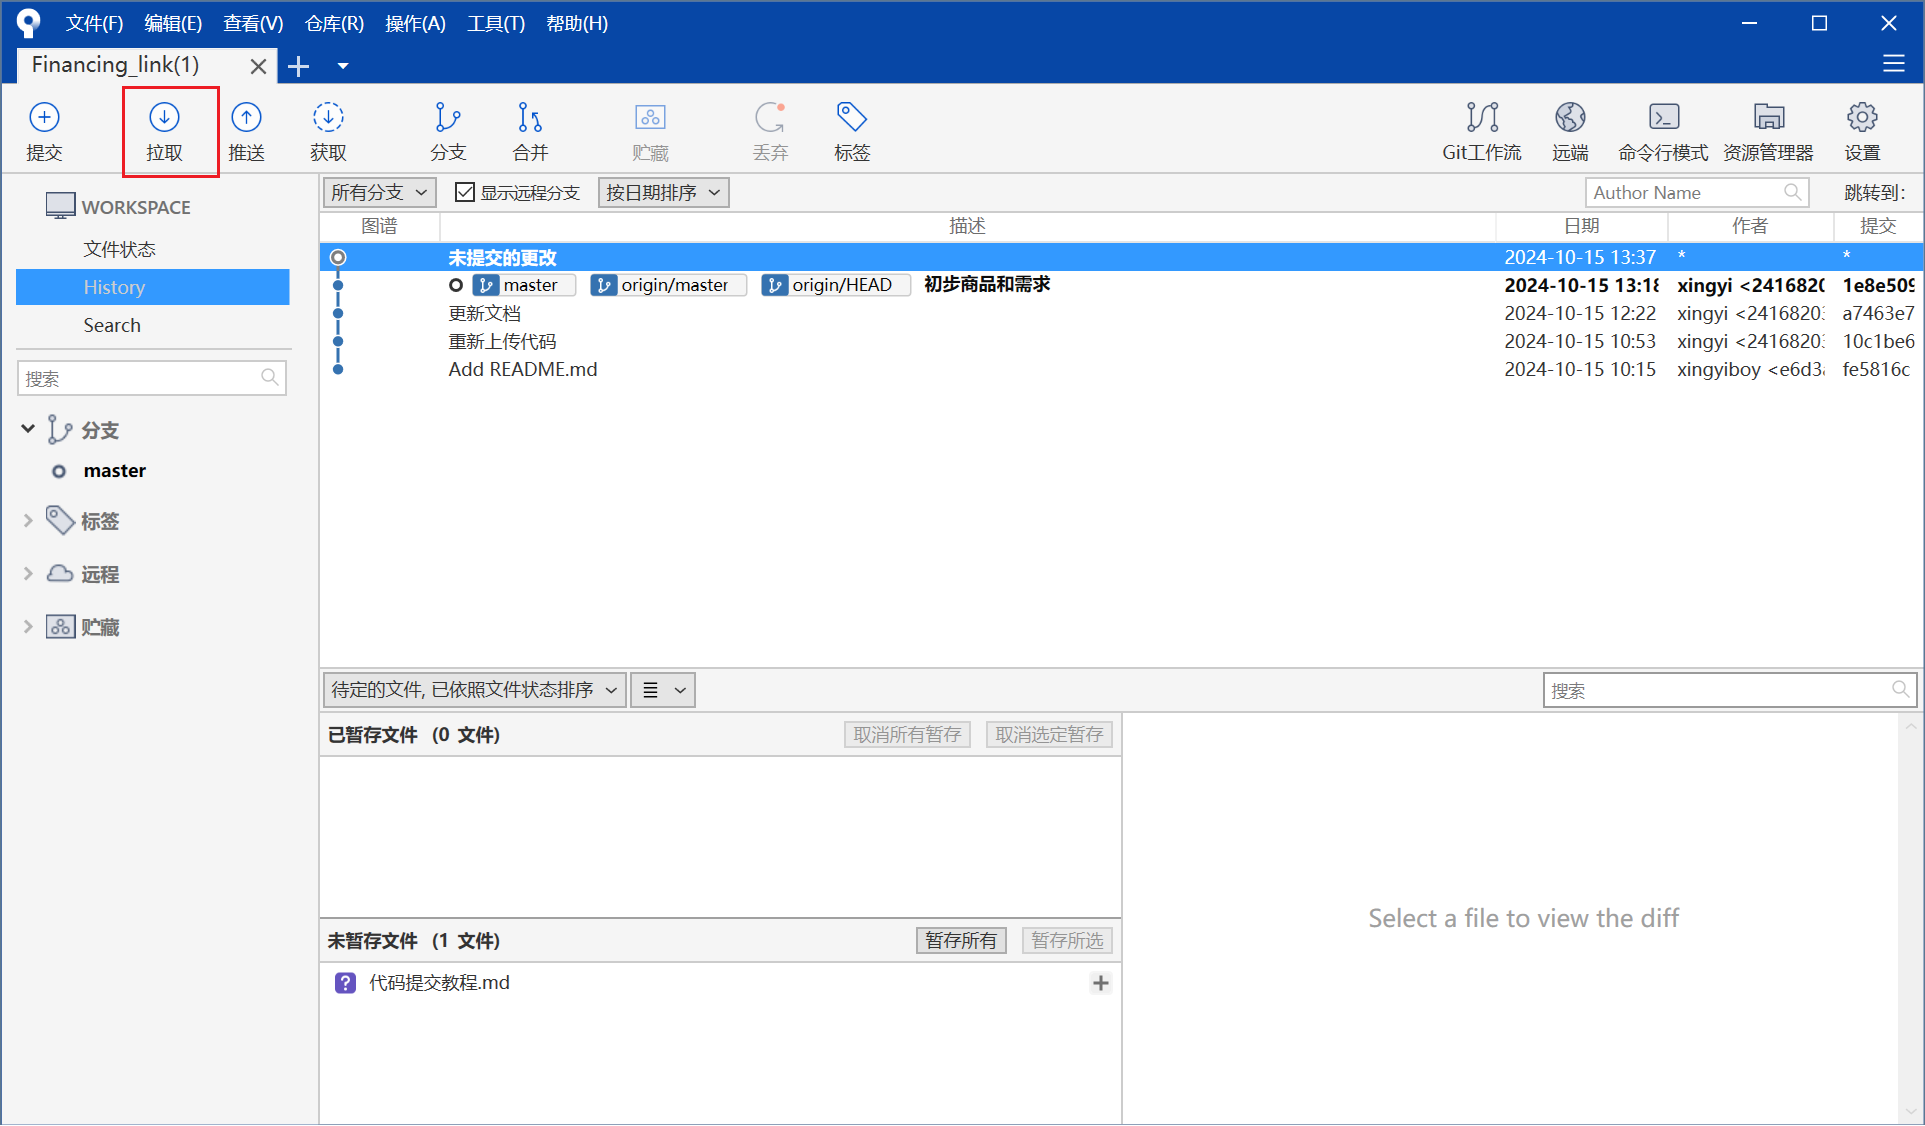 文件(F) 编辑(E) 查看(V) 仓库(R) 操作(A) 工具(T) 帮助(H)
Financing_link(1)
提交 拉取 推送 获取 分支 合并 贮藏 丢弃 标签 Git工作流 远端 命令行模式 资源管理器 设置
WORKSPACE
文件状态
History
Search
搜索
分支
master
标签
远程
贮藏
所有分支 显示远程分支 按日期排序 Author Name 跳转到:
图谱 描述 日期 作者 提交
未提交的更改 2024-10-15 13:37 * *
master origin/master origin/HEAD 初步商品和需求 2024-10-15 13:18 xingyi <2416820 1e8e509
更新文档 2024-10-15 12:22 xingyi <2416820 a7463e7
重新上传代码 2024-10-15 10:53 xingyi <2416820 10c1be6
Add README.md 2024-10-15 10:15 xingyiboy <e6d3a fe5816c
待定的文件, 已依照文件状态排序 搜索
已暂存文件 (0 文件) 取消所有暂存 取消选定暂存
未暂存文件 (1 文件) 暂存所有 暂存所选
代码提交教程.md
Select a file to view the diff